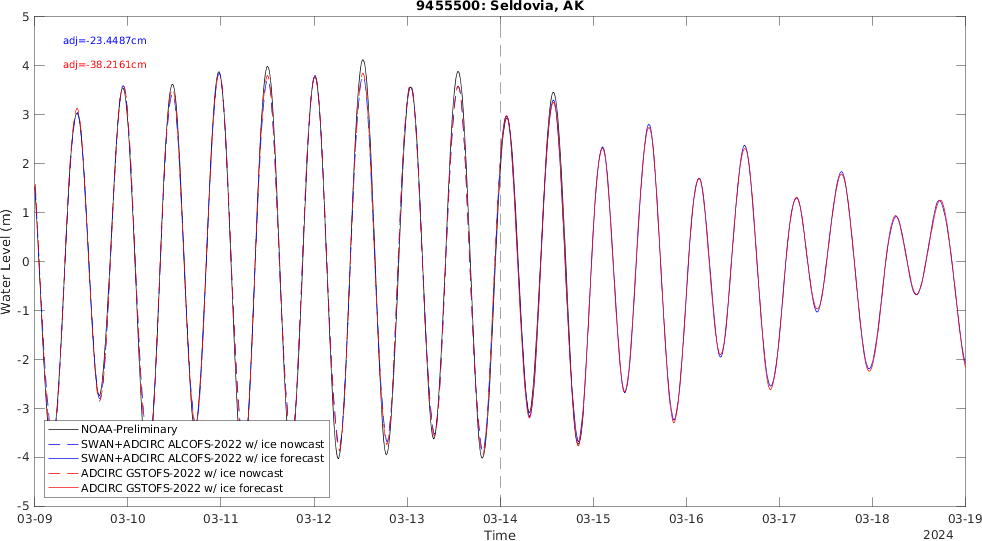 9455500: Seldovia, AK
adj=-23.4487cm
adj=-38.2161cm
5
4
3
2
1
0
-1
-2
-3
-4
-5
Water Level (m)
NOAA-Preliminary
SWAN+ADCIRC ALCOFS-2022 w/ ice nowcast
SWAN+ADCIRC ALCOFS-2022 w/ ice forecast
ADCIRC GSTOFS-2022 w/ ice nowcast
ADCIRC GSTOFS-2022 w/ ice forecast
03-09 03-10 03-11 03-12 03-13 03-14 03-15 03-16 03-17 03-18 03-19
Time
2024